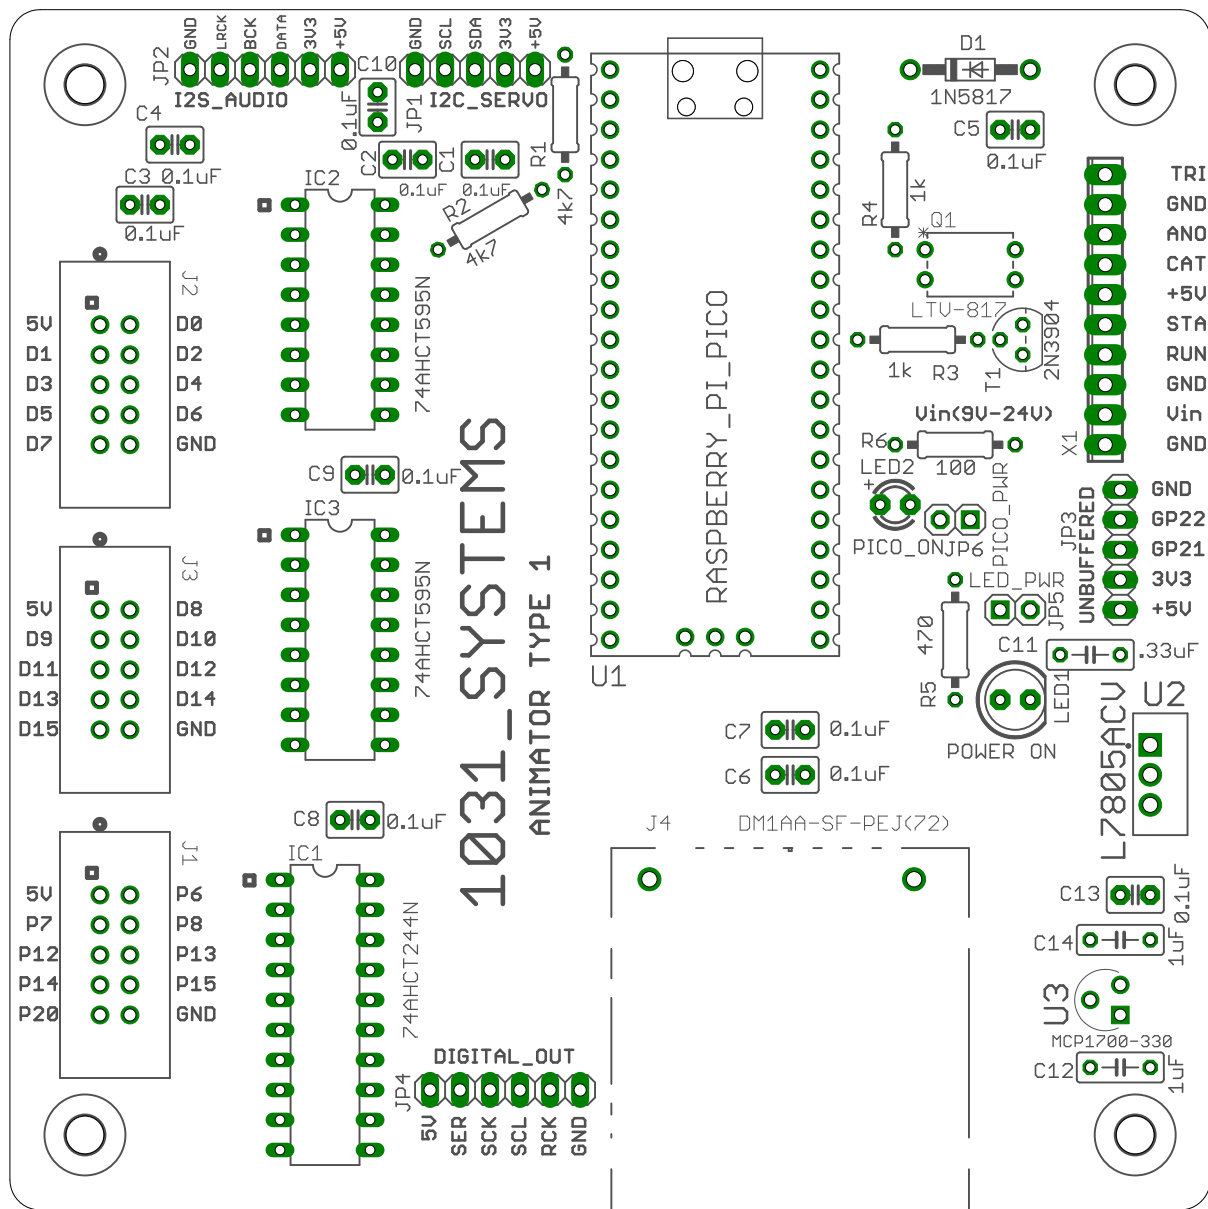 GND
LRCK
BCK
DATA
3V3
+5V
JP2
I2S_AUDIO
C10
0.1uF
GND
SCL
SDA
3V3
+5V
JP1
I2C_SERVO
R1
4k7
D1
1N5817
C4
0.1uF
C3
0.1uF
C2
0.1uF
C1
0.1uF
R2
4k7
C5
0.1uF
R4
1k
Q1
LTV-817
IC2
74AHCT595N
J2
5V D0
D1 D2
D3 D4
D5 D6
D7 GND
RASPBERRY_PI_PICO
U1
1k
R3
T1
2N3904
TRI
GND
ANO
CAT
+5V
STA
RUN
GND
Vin
GND
X1
Vin(9V-24V)
R6
100
LED2
+
PICO_ON
JP6
PICO_PWR
C9
0.1uF
IC3
74AHCT595N
1031_SYSTEMS
ANIMATOR TYPE 1
J3
5V D8
D9 D10
D11 D12
D13 D14
D15 GND
GND
GP22
GP21
3V3
+5V
JP3
UNBUFFERED
LED_PWR
JP5
470
R5
C11
.33uF
LED1
POWER ON
U2
L7805ACV
C7
0.1uF
C6
0.1uF
C8
0.1uF
J4
DM1AA-SF-PEJ(72)
IC1
74AHCT244N
J1
5V P6
P7 P8
P12 P13
P14 P15
P20 GND
C13
0.1uF
C14
1uF
U3
MCP1700-330
C12
1uF
DIGITAL_OUT
JP4
5V
SER
SCK
SCL
RCK
GND